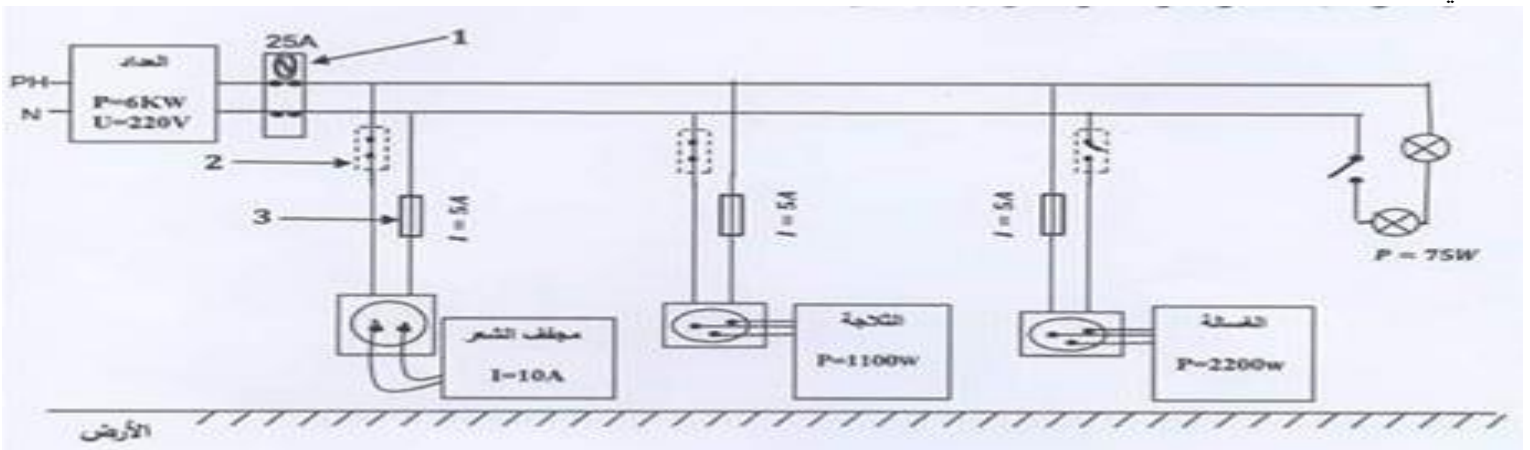 25A
1
PH
N
العداد
P=6KW
U=220V
2
3
I = 5A
I = 5A
I = 5A
P = 75W
مجفف الشعر
I=10A
الثلاجة
P=1100W
الغسالة
P=2200w
الأرض